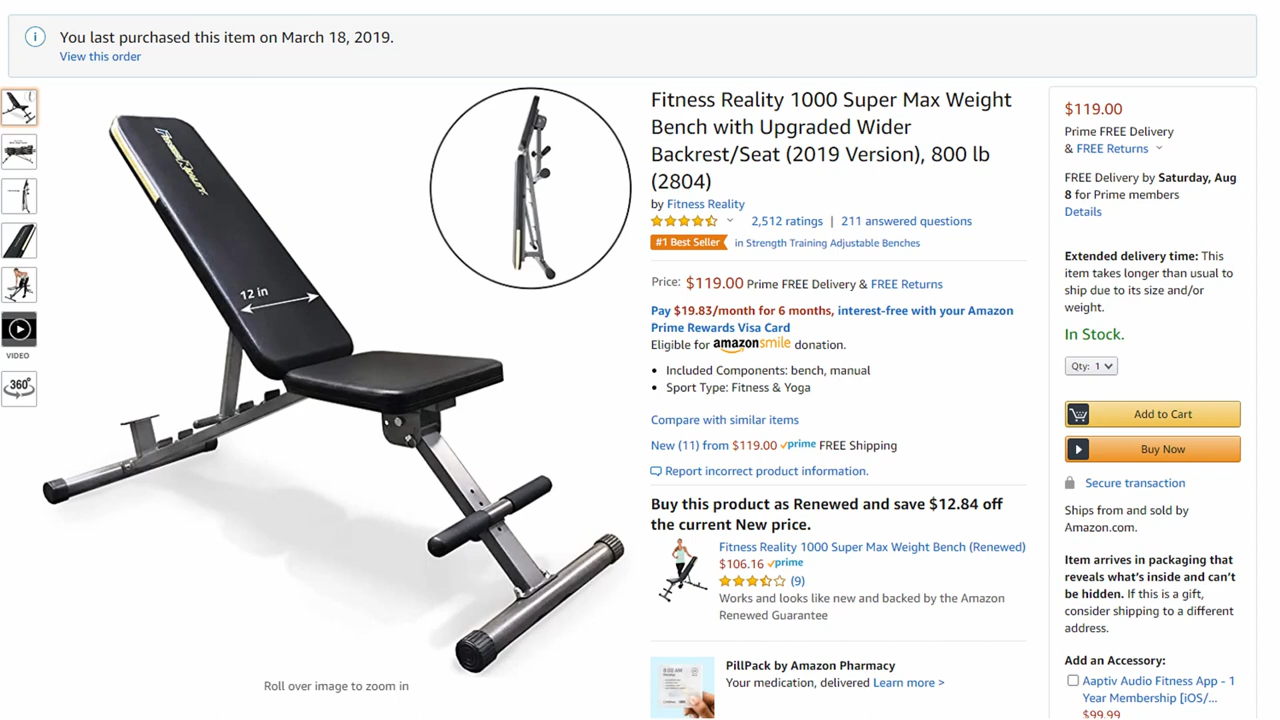 You last purchased this item on March 18, 2019.
View this order
12 in
VIDEO
360°
Roll over image to zoom in
Fitness Reality 1000 Super Max Weight
Bench with Upgraded Wider
Backrest/Seat (2019 Version), 800 lb
(2804)
by Fitness Reality
2,512 ratings | 211 answered questions
#1 Best Seller in Strength Training Adjustable Benches
Price: $119.00 Prime FREE Delivery & FREE Returns
Pay $19.83/month for 6 months, interest-free with your Amazon
Prime Rewards Visa Card
Eligible for amazonsmile donation.
• Included Components: bench, manual
• Sport Type: Fitness & Yoga
Compare with similar items
New (11) from $119.00 prime FREE Shipping
Report incorrect product information.
Buy this product as Renewed and save $12.84 off
the current New price.
Fitness Reality 1000 Super Max Weight Bench (Renewed)
$106.16 prime
(9)
Works and looks like new and backed by the Amazon
Renewed Guarantee
PillPack by Amazon Pharmacy
Your medication, delivered Learn more >
$119.00
Prime FREE Delivery
& FREE Returns
FREE Delivery by Saturday, Aug
8 for Prime members
Details
Extended delivery time: This
item takes longer than usual to
ship due to its size and/or
weight.
In Stock.
Qty: 1
Add to Cart
Buy Now
Secure transaction
Ships from and sold by
Amazon.com.
Item arrives in packaging that
reveals what's inside and can't
be hidden. If this is a gift,
consider shipping to a different
address.
Add an Accessory:
Aaptiv Audio Fitness App - 1
Year Membership [iOS/...
$99.99